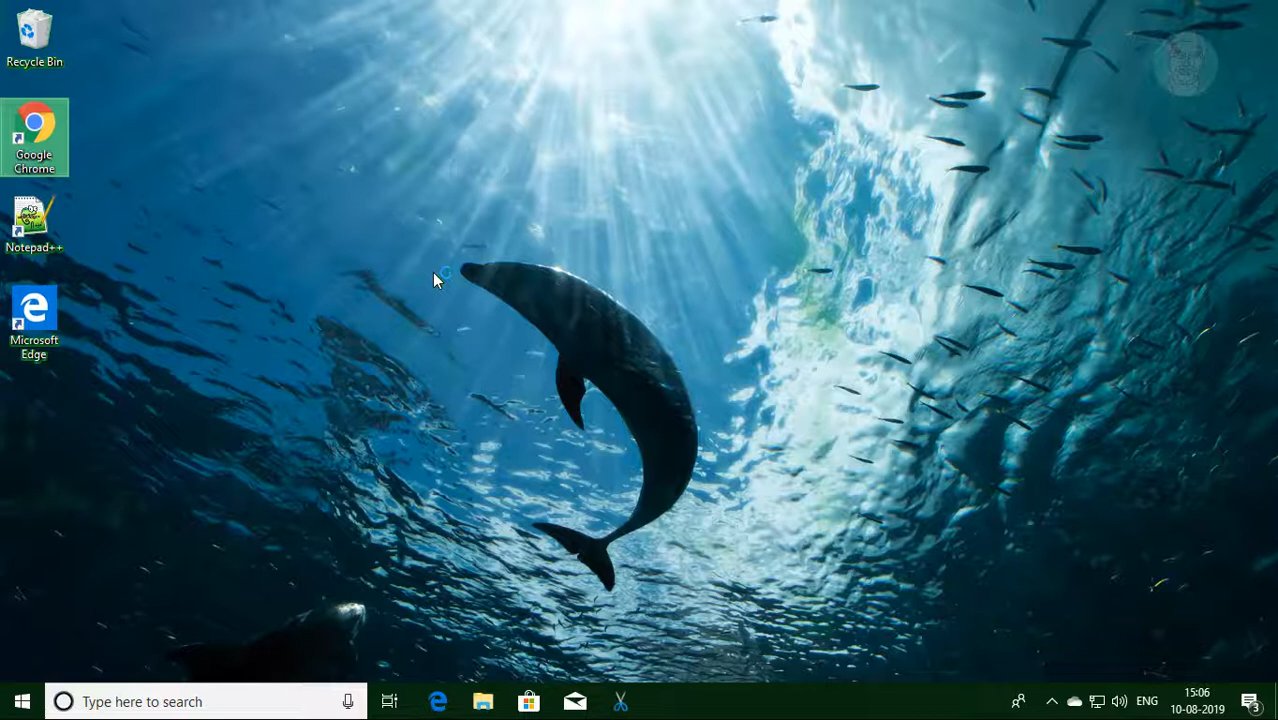 Recycle Bin
Google
Chrome
Notepad++
Microsoft
Edge
Type here to search
ENG
15:06
10-08-2019
3